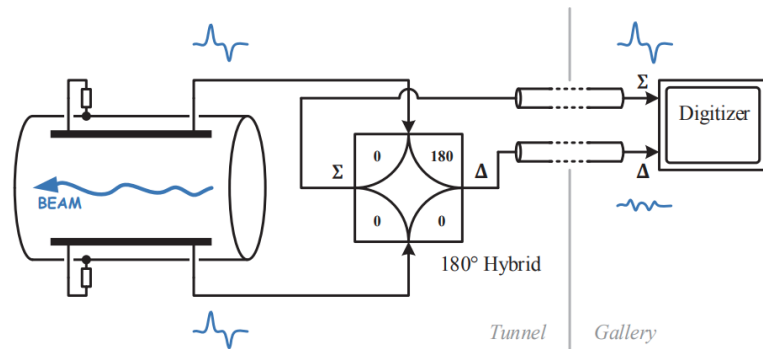 Σ
Digitizer
0
180
Σ
Δ
Δ
BEAM
0
0
180° Hybrid
Tunnel
Gallery